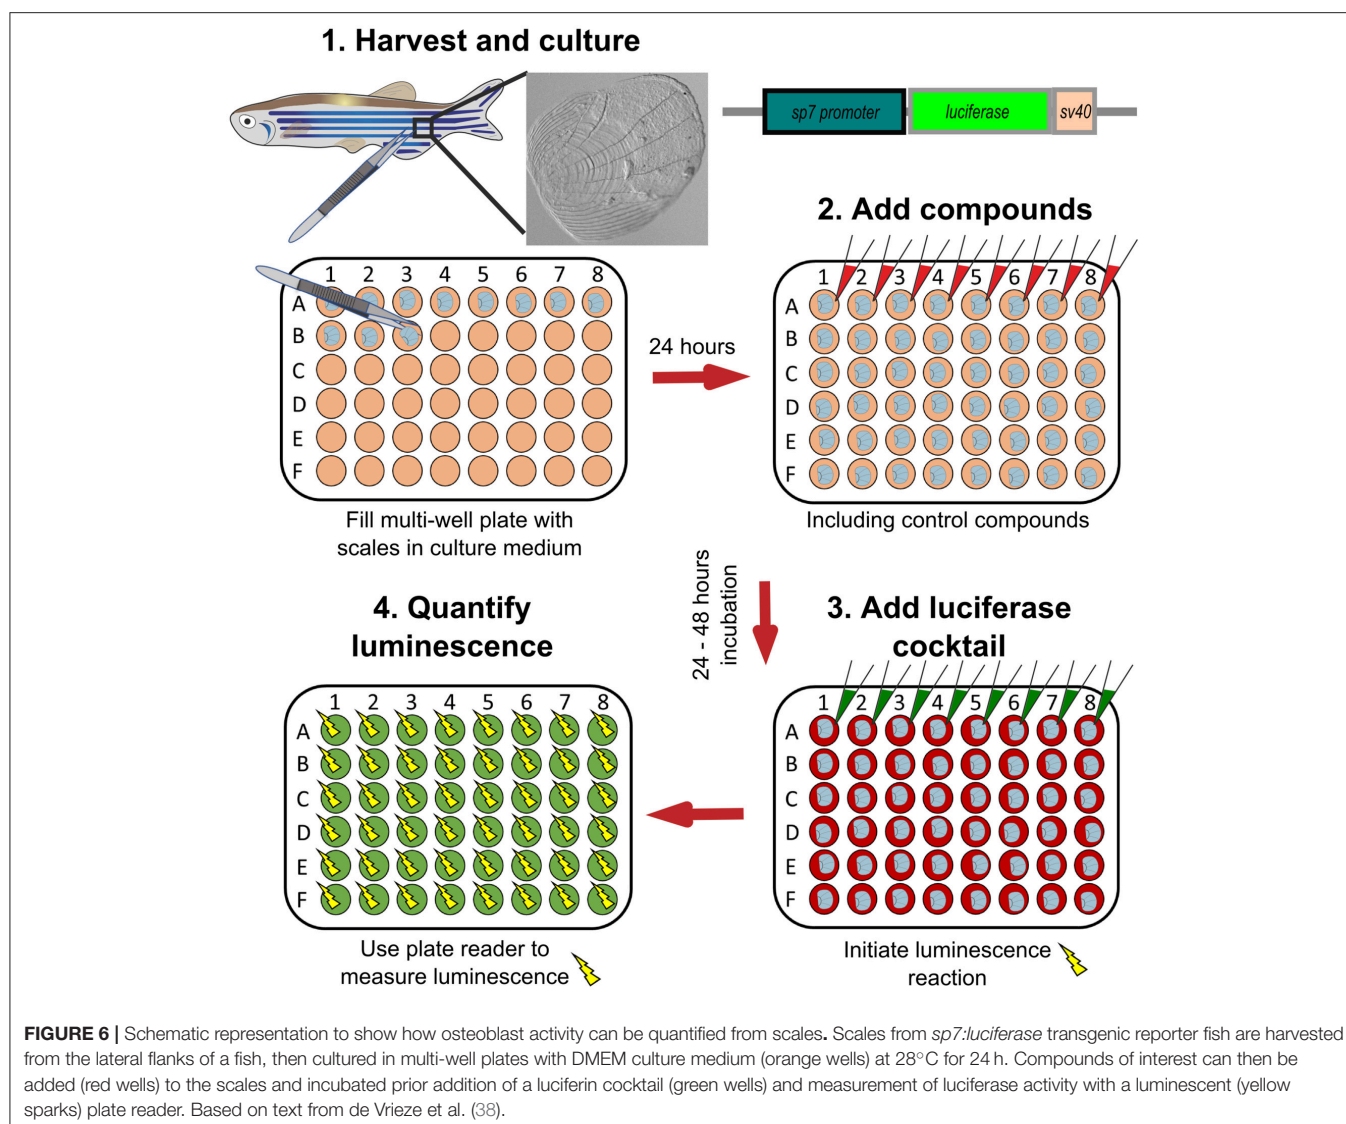 1. Harvest and culture
sp7 promoter luciferase sv40
1 2 3 4 5 6 7 8
A
B
C
D
E
F
Fill multi-well plate with
scales in culture medium
24 hours
2. Add compounds
1 2 3 4 5 6 7 8
A
B
C
D
E
F
Including control compounds
24 - 48 hours
incubation
3. Add luciferase
cocktail
1 2 3 4 5 6 7 8
A
B
C
D
E
F
Initiate luminescence
reaction
4. Quantify
luminescence
1 2 3 4 5 6 7 8
A
B
C
D
E
F
Use plate reader to
measure luminescence
FIGURE 6 | Schematic representation to show how osteoblast activity can be quantified from scales. Scales from sp7:luciferase transgenic reporter fish are harvested
from the lateral flanks of a fish, then cultured in multi-well plates with DMEM culture medium (orange wells) at 28°C for 24 h. Compounds of interest can then be
added (red wells) to the scales and incubated prior addition of a luciferin cocktail (green wells) and measurement of luciferase activity with a luminescent (yellow
sparks) plate reader. Based on text from de Vrieze et al. (38).